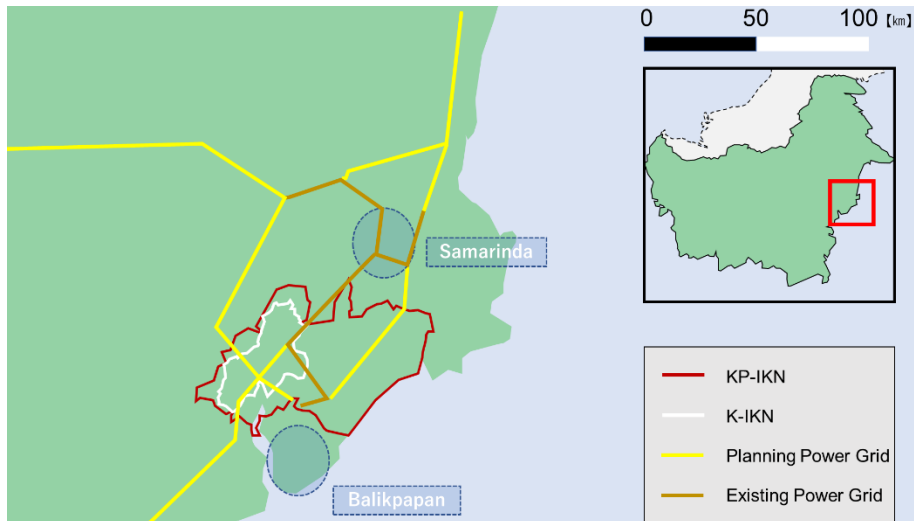 0 50 100 [km]
Samarinda
Balikpapan
KP-IKN
K-IKN
Planning Power Grid
Existing Power Grid